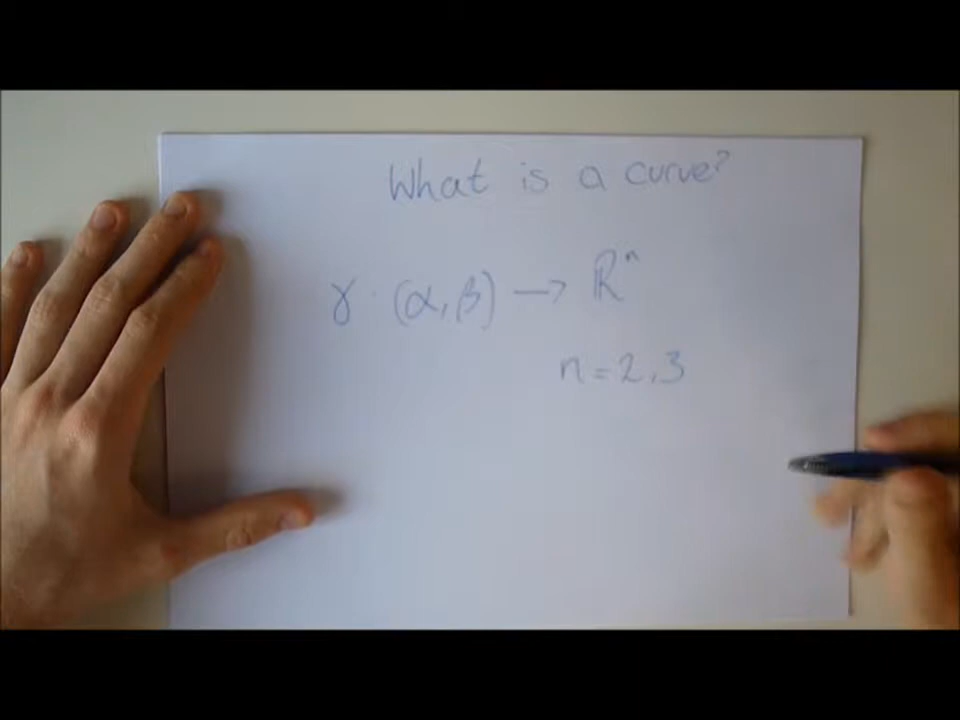 What is a curve?
γ : (α, β) → ℝⁿ
n = 2, 3